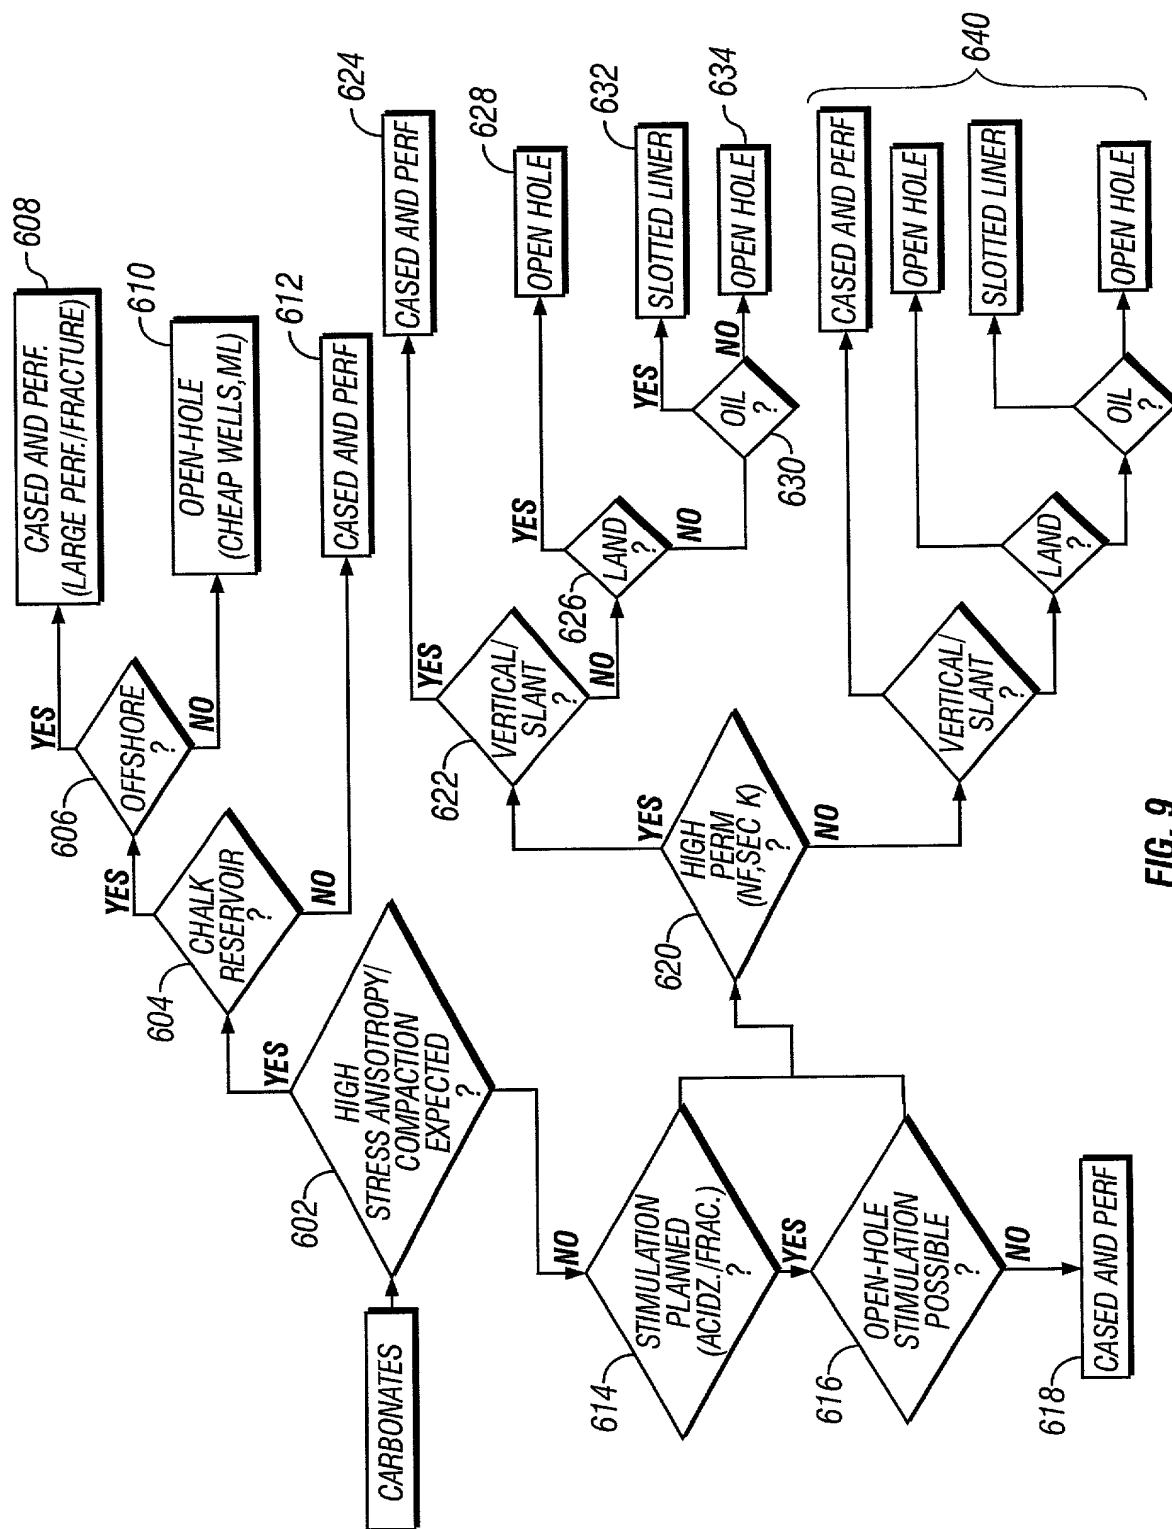 CARBONATES
602
HIGH
STRESS ANISOTROPY/
COMPACTION
EXPECTED
?
YES
NO
604
CHALK
RESERVOIR
?
YES
NO
606
OFFSHORE
?
YES
NO
608
CASED AND PERF.
(LARGE PERF./FRACTURE)
610
OPEN-HOLE
(CHEAP WELLS,ML)
612
CASED AND PERF
614
STIMULATION
PLANNED
(ACIDZ./FRAC.)
?
YES
616
OPEN-HOLE
STIMULATION
POSSIBLE
?
NO
618
CASED AND PERF
620
HIGH
PERM
(NF,SEC K)
?
YES
NO
622
VERTICAL/
SLANT
?
YES
NO
624
CASED AND PERF
626
LAND
?
YES
NO
628
OPEN HOLE
630
OIL
?
YES
NO
632
SLOTTED LINER
634
OPEN HOLE
VERTICAL/
SLANT
?
LAND
?
OIL
?
CASED AND PERF
OPEN HOLE
SLOTTED LINER
OPEN HOLE
640
FIG. 9